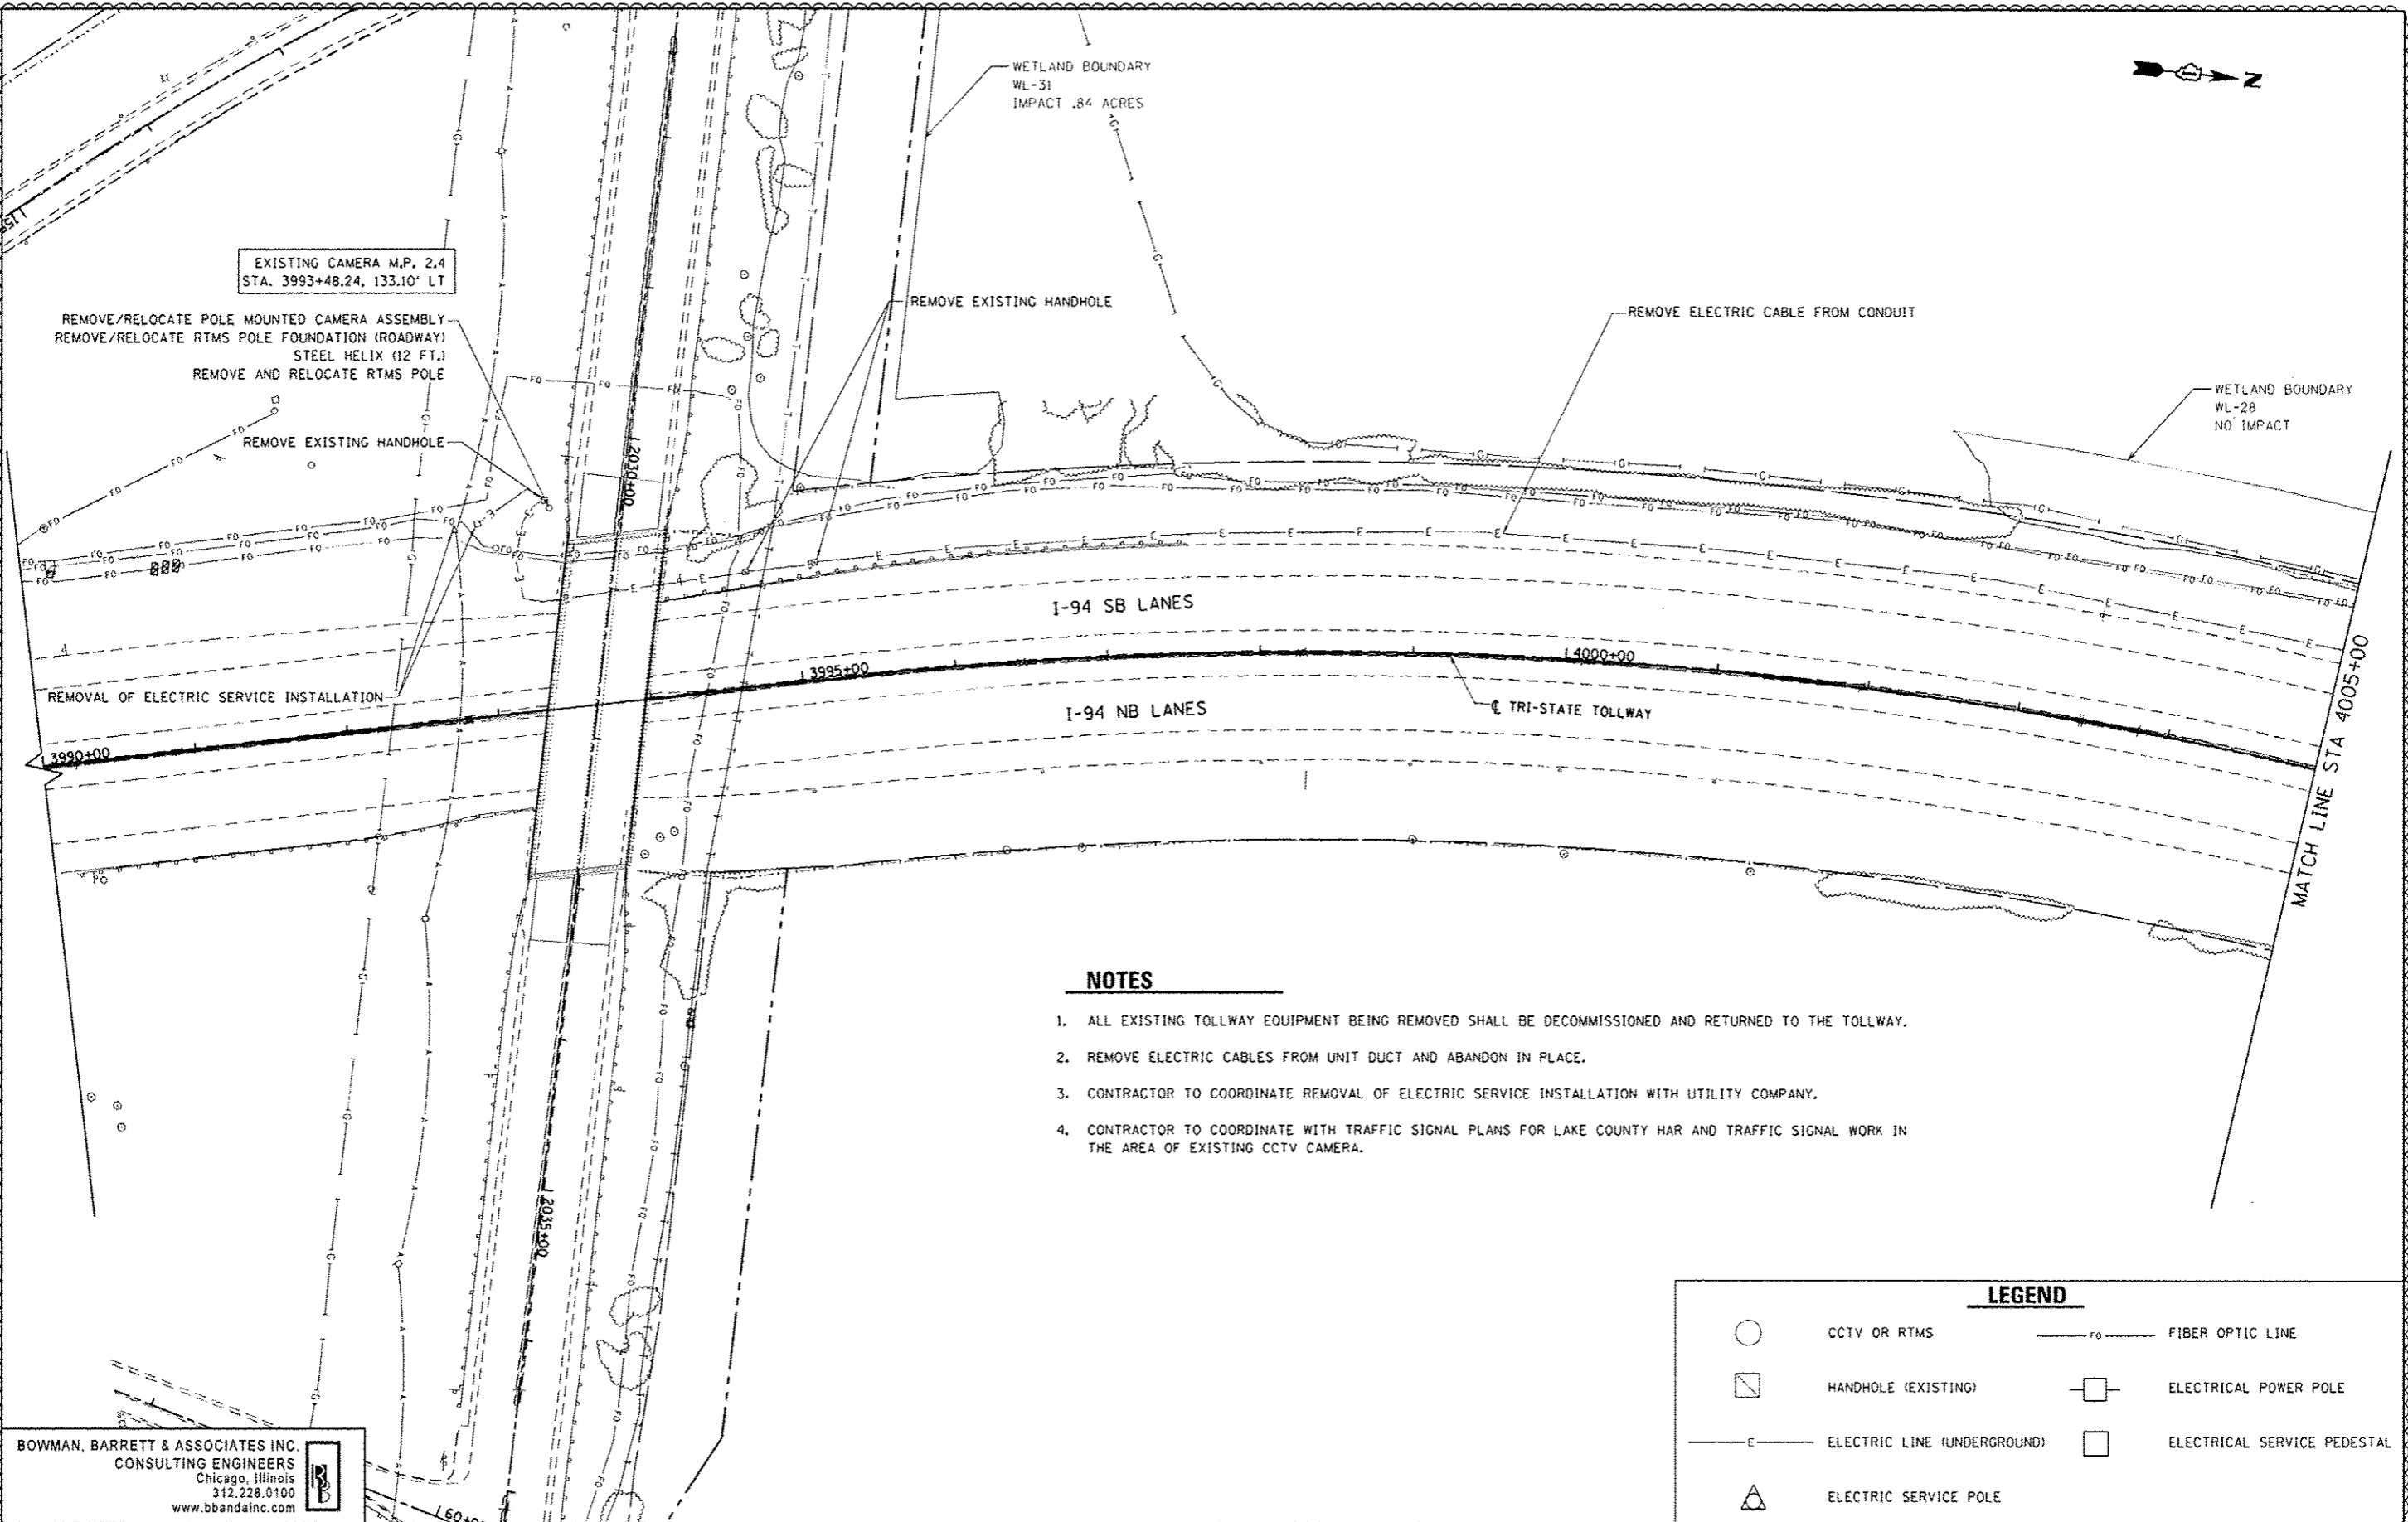 WETLAND BOUNDARY
WL-31
IMPACT .84 ACRES
Z
EXISTING CAMERA M.P. 2.4
STA. 3993+48.24, 133.10' LT
REMOVE/RELOCATE POLE MOUNTED CAMERA ASSEMBLY
REMOVE/RELOCATE RTMS POLE FOUNDATION (ROADWAY)
STEEL HELIX (12 FT.)
REMOVE AND RELOCATE RTMS POLE
REMOVE EXISTING HANDHOLE
REMOVE EXISTING HANDHOLE
REMOVE ELECTRIC CABLE FROM CONDUIT
WETLAND BOUNDARY
WL-28
NO IMPACT
2030+00
I-94 SB LANES
3995+00
4000+00
REMOVAL OF ELECTRIC SERVICE INSTALLATION
I-94 NB LANES
℄ TRI-STATE TOLLWAY
3990+00
MATCH LINE STA 4005+00
2035+00
NOTES
1. ALL EXISTING TOLLWAY EQUIPMENT BEING REMOVED SHALL BE DECOMMISSIONED AND RETURNED TO THE TOLLWAY.
2. REMOVE ELECTRIC CABLES FROM UNIT DUCT AND ABANDON IN PLACE.
3. CONTRACTOR TO COORDINATE REMOVAL OF ELECTRIC SERVICE INSTALLATION WITH UTILITY COMPANY.
4. CONTRACTOR TO COORDINATE WITH TRAFFIC SIGNAL PLANS FOR LAKE COUNTY HAR AND TRAFFIC SIGNAL WORK IN
THE AREA OF EXISTING CCTV CAMERA.
LEGEND
CCTV OR RTMS
FO FIBER OPTIC LINE
HANDHOLE (EXISTING)
ELECTRICAL POWER POLE
E ELECTRIC LINE (UNDERGROUND)
ELECTRICAL SERVICE PEDESTAL
ELECTRIC SERVICE POLE
BOWMAN, BARRETT & ASSOCIATES INC.
CONSULTING ENGINEERS
Chicago, Illinois
312.228.0100
www.bbandainc.com